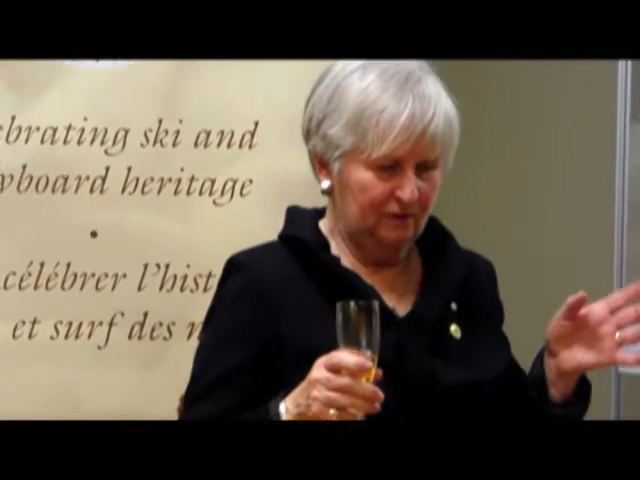 ebrating ski and
wboard heritage
•
célébrer l'hist
et surf des n